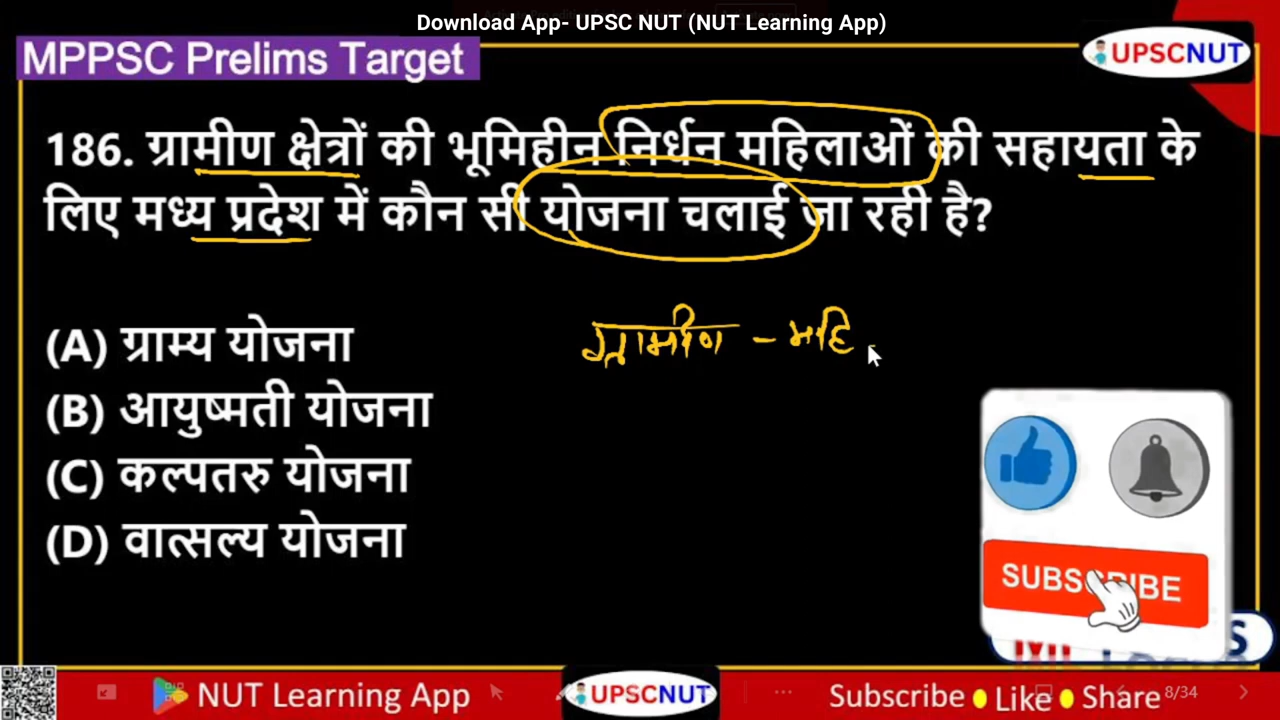 Download App- UPSC NUT (NUT Learning App)
MPPSC Prelims Target
UPSCNUT
186. ग्रामीण क्षेत्रों की भूमिहीन निर्धन महिलाओं की सहायता के
लिए मध्य प्रदेश में कौन सी योजना चलाई जा रही है?
(A) ग्राम्य योजना
ग्रामीण - महि
(B) आयुष्मती योजना
(C) कल्पतरु योजना
(D) वात्सल्य योजना
SUBSCRIBE
NUT Learning App
UPSCNUT
Subscribe Like Share
8/34